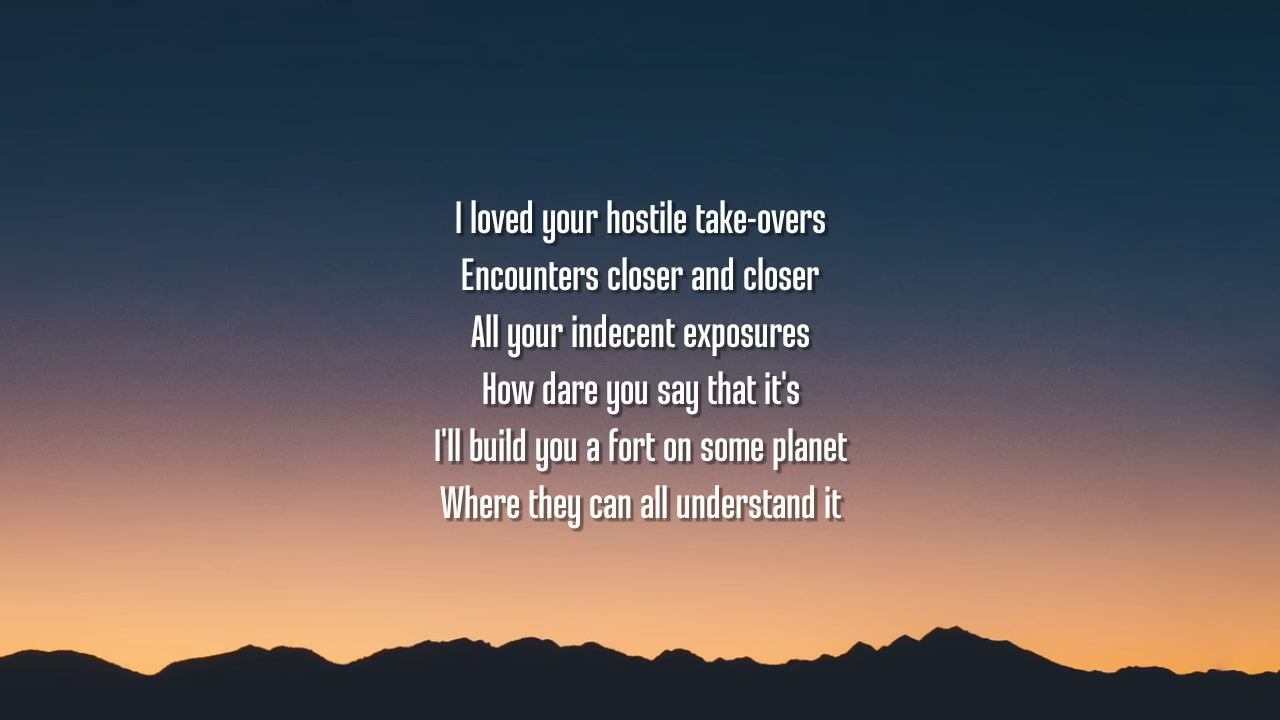 I loved your hostile take-overs
Encounters closer and closer
All your indecent exposures
How dare you say that it's
I'll build you a fort on some planet
Where they can all understand it